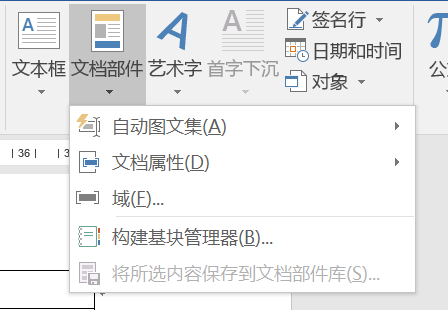 签名行
日期和时间
对象
文本框 文档部件 艺术字 首字下沉
| 36 |
自动图文集(A)
文档属性(D)
域(F)...
构建基块管理器(B)...
将所选内容保存到文档部件库(S)...